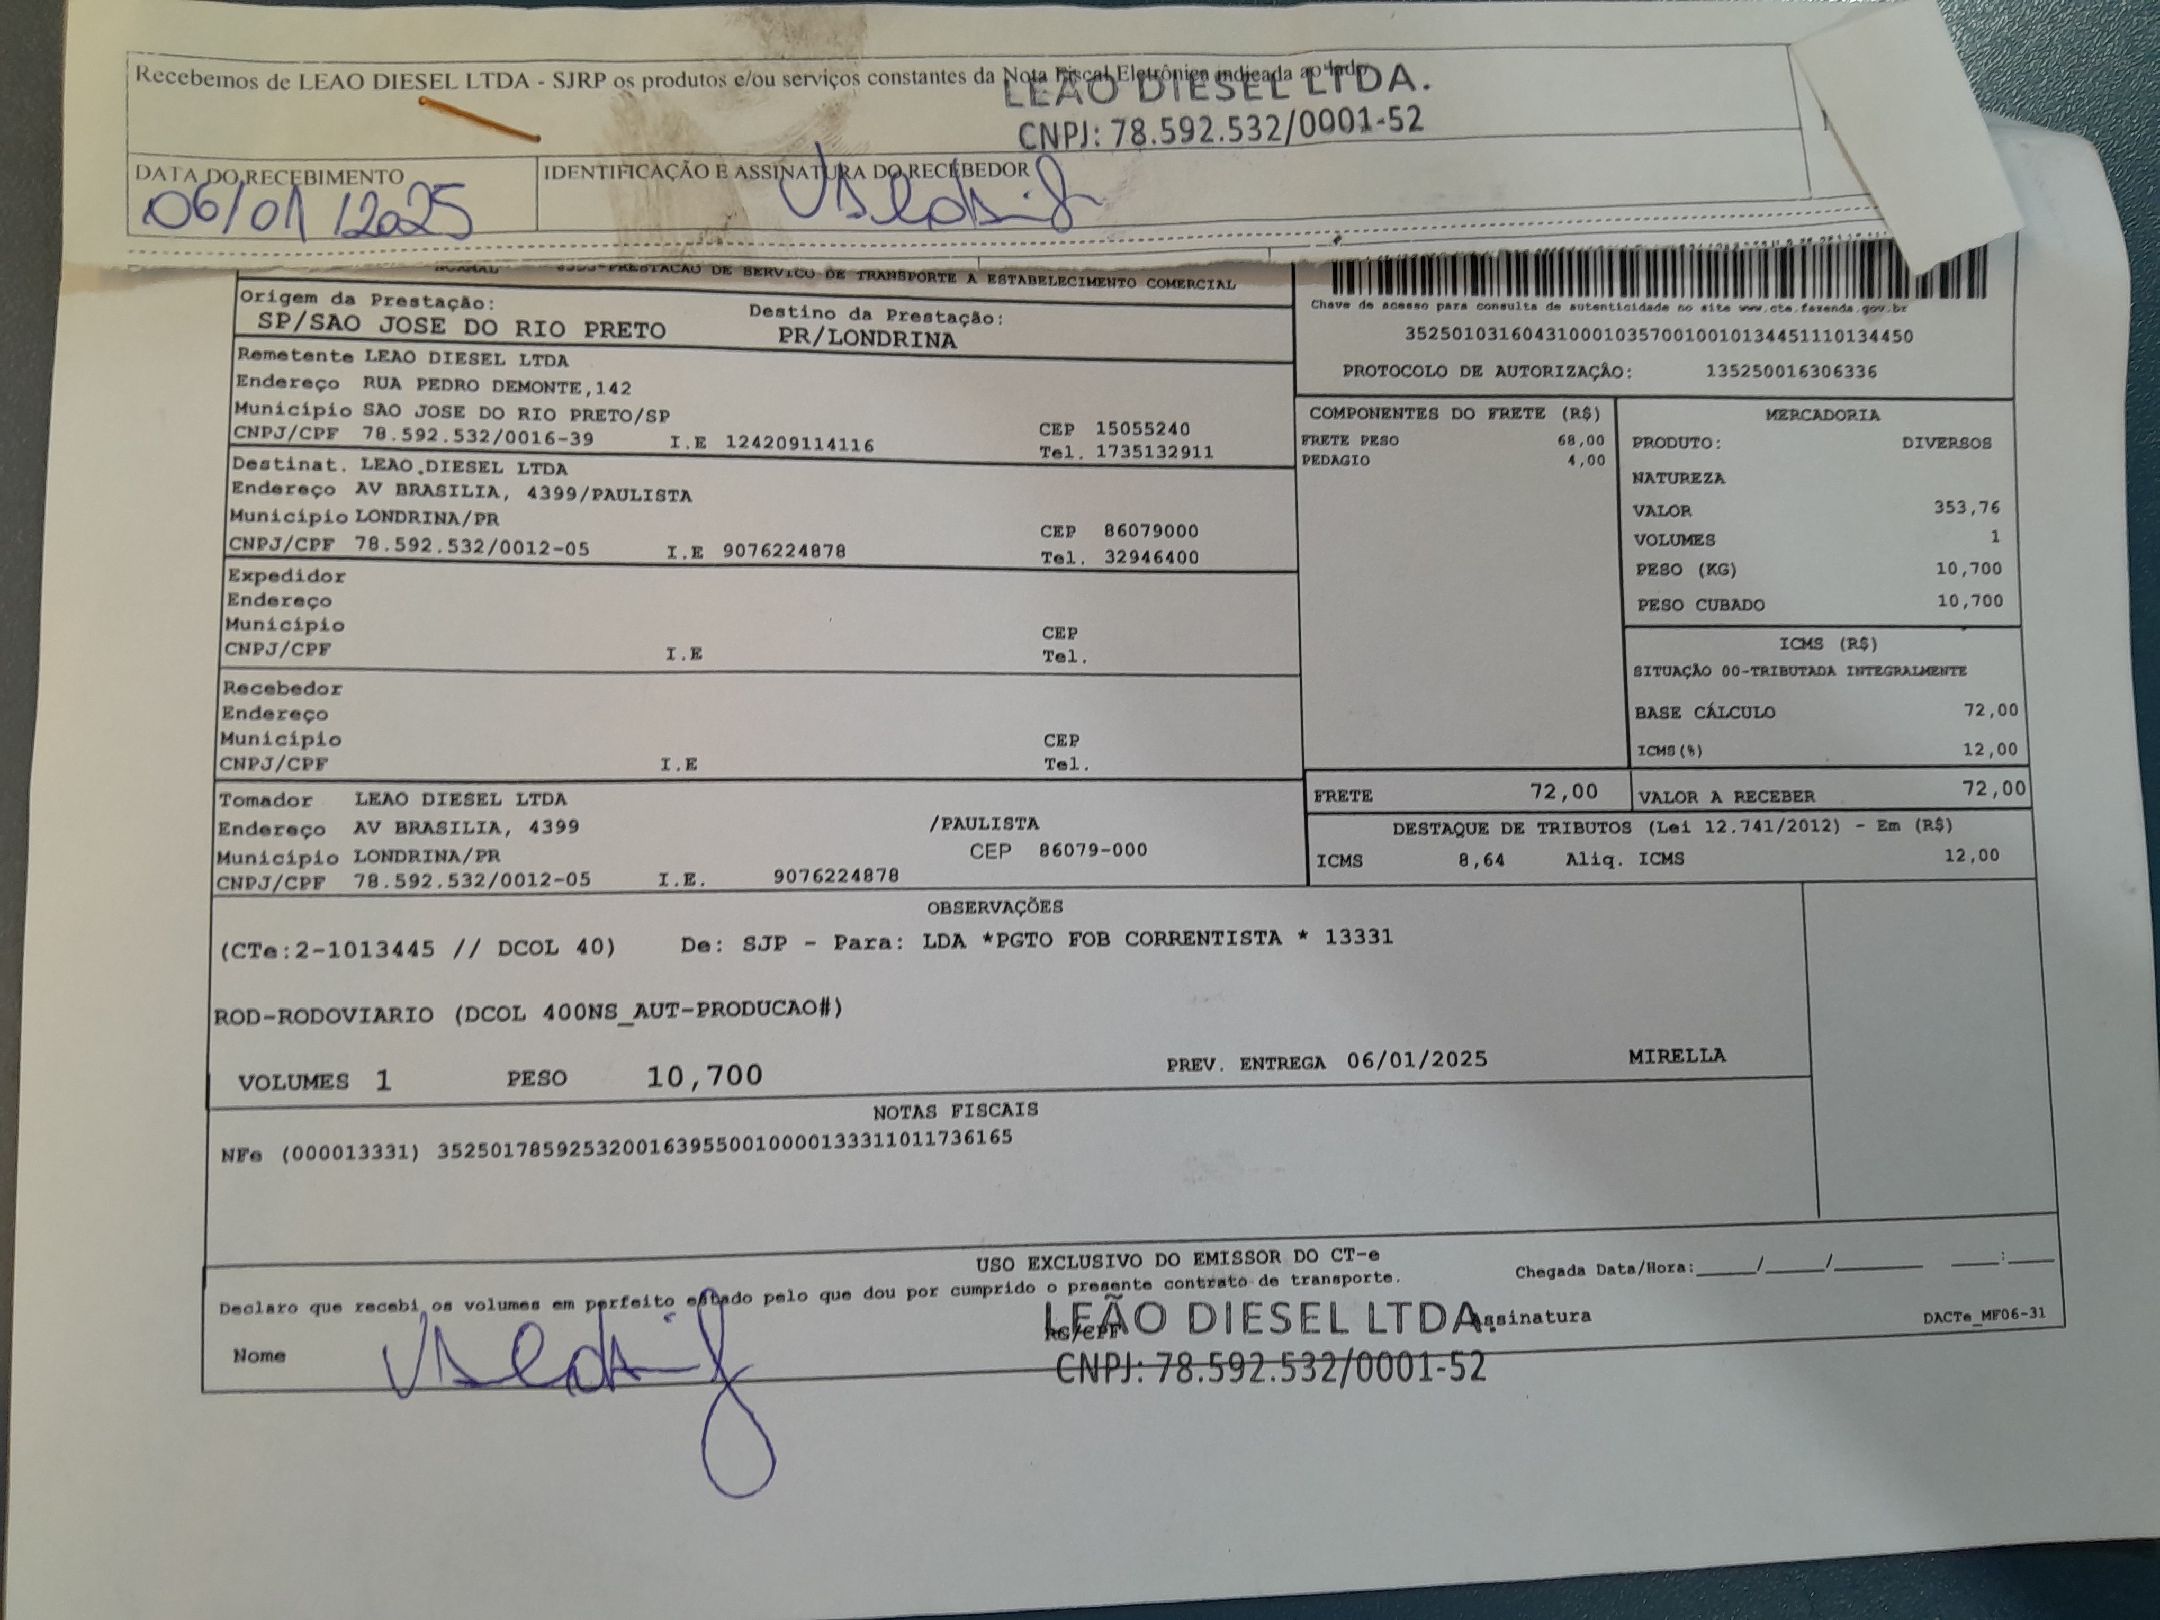 Recebemos de LEAO DIESEL LTDA - SJRP os produtos e/ou serviços constantes da Nota Fiscal Eletrônica indicada ao lado
LEÃO DIESEL LTDA.
CNPJ: 78.592.532/0001-52
DATA DO RECEBIMENTO
06/01/2025
IDENTIFICAÇÃO E ASSINATURA DO RECEBEDOR
NORMAL PRESTACAO DE SERVICO DE TRANSPORTE A ESTABELECIMENTO COMERCIAL
Origem da Prestação: Destino da Prestação:
SP/SAO JOSE DO RIO PRETO PR/LONDRINA
Chave de acesso para consulta de autenticidade no site www.cte.fazenda.gov.br
35250103160431000103570010010134451110134450
PROTOCOLO DE AUTORIZAÇÃO: 135250016306336
Remetente LEAO DIESEL LTDA
Endereço RUA PEDRO DEMONTE,142
Município SAO JOSE DO RIO PRETO/SP CEP 15055240
CNPJ/CPF 78.592.532/0016-39 I.E 124209114116 Tel. 1735132911
Destinat. LEAO.DIESEL LTDA
Endereço AV BRASILIA, 4399/PAULISTA
Município LONDRINA/PR CEP 86079000
CNPJ/CPF 78.592.532/0012-05 I.E 9076224878 Tel. 32946400
Expedidor
Endereço
Município CEP
CNPJ/CPF I.E Tel.
Recebedor
Endereço
Município CEP
CNPJ/CPF I.E Tel.
Tomador LEAO DIESEL LTDA
Endereço AV BRASILIA, 4399 /PAULISTA
Município LONDRINA/PR CEP 86079-000
CNPJ/CPF 78.592.532/0012-05 I.E. 9076224878
COMPONENTES DO FRETE (R$)
FRETE PESO 68,00
PEDAGIO 4,00
MERCADORIA
PRODUTO: DIVERSOS
NATUREZA
VALOR 353,76
VOLUMES 1
PESO (KG) 10,700
PESO CUBADO 10,700
ICMS (R$)
SITUAÇÃO 00-TRIBUTADA INTEGRALMENTE
BASE CÁLCULO 72,00
ICMS(%) 12,00
FRETE 72,00 VALOR A RECEBER 72,00
DESTAQUE DE TRIBUTOS (Lei 12.741/2012) - Em (R$)
ICMS 8,64 Aliq. ICMS 12,00
OBSERVAÇÕES
(CTe:2-1013445 // DCOL 40) De: SJP - Para: LDA *PGTO FOB CORRENTISTA * 13331
ROD-RODOVIARIO (DCOL 400NS_AUT-PRODUCAO#)
VOLUMES 1 PESO 10,700 PREV. ENTREGA 06/01/2025 MIRELLA
NOTAS FISCAIS
NFe (000013331) 35250178592532001639550010000133311011736165
USO EXCLUSIVO DO EMISSOR DO CT-e
Declaro que recebi os volumes em perfeito estado pelo que dou por cumprido o presente contrato de transporte. Chegada Data/Hora:____/____/______ ___:___
LEÃO DIESEL LTDA.
Nome RG/CPF Assinatura DACTe_MF06-31
CNPJ: 78.592.532/0001-52